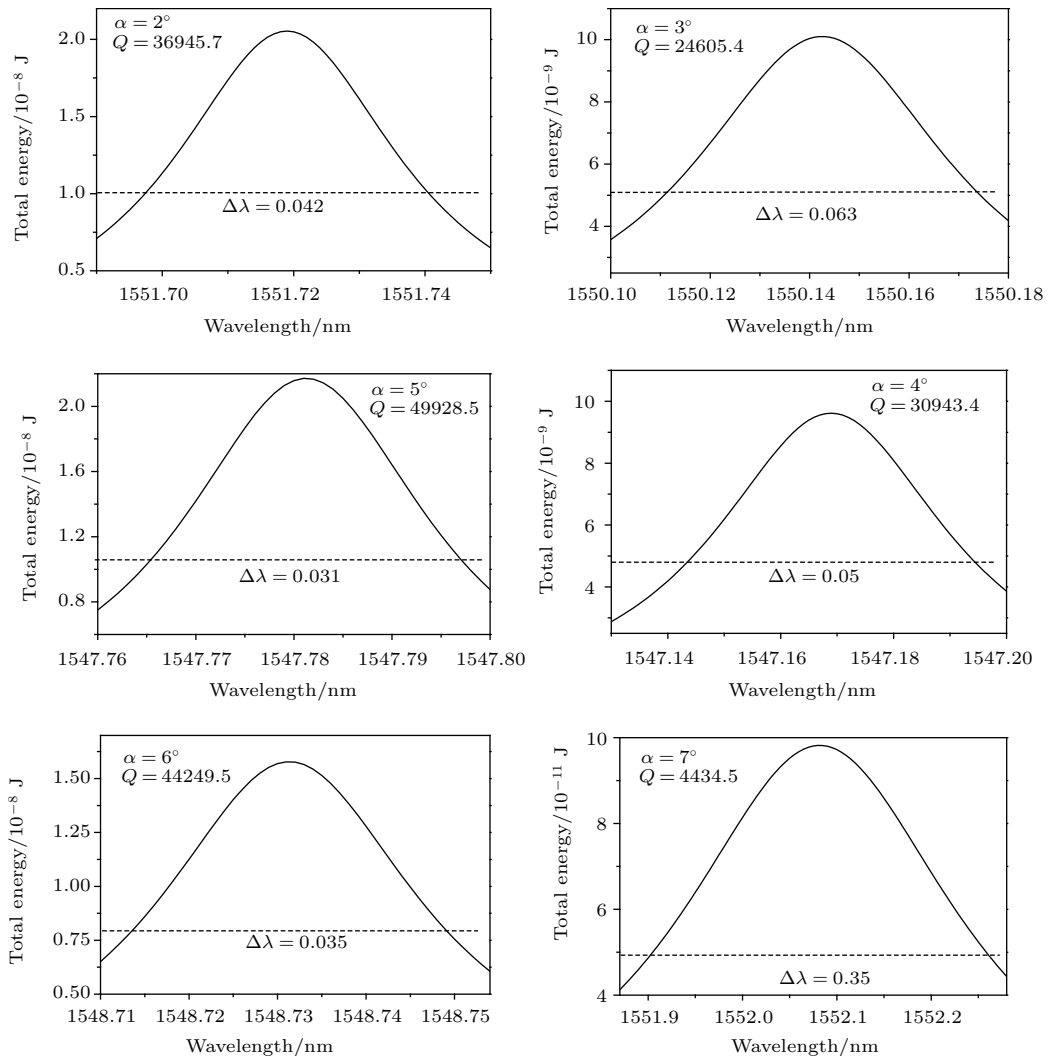 α = 2°
Q = 36945.7
Total energy/10⁻⁸ J
2.0
1.5
1.0
0.5
Δλ = 0.042
1551.70 1551.72 1551.74
Wavelength/nm
α = 3°
Q = 24605.4
Total energy/10⁻⁹ J
10
8
6
4
Δλ = 0.063
1550.10 1550.12 1550.14 1550.16 1550.18
Wavelength/nm
α = 5°
Q = 49928.5
Total energy/10⁻⁸ J
2.0
1.6
1.2
0.8
Δλ = 0.031
1547.76 1547.77 1547.78 1547.79 1547.80
Wavelength/nm
α = 4°
Q = 30943.4
Total energy/10⁻⁹ J
10
8
6
4
Δλ = 0.05
1547.14 1547.16 1547.18 1547.20
Wavelength/nm
α = 6°
Q = 44249.5
Total energy/10⁻⁸ J
1.50
1.25
1.00
0.75
0.50
Δλ = 0.035
1548.71 1548.72 1548.73 1548.74 1548.75
Wavelength/nm
α = 7°
Q = 4434.5
Total energy/10⁻¹¹ J
10
8
6
4
Δλ = 0.35
1551.9 1552.0 1552.1 1552.2
Wavelength/nm